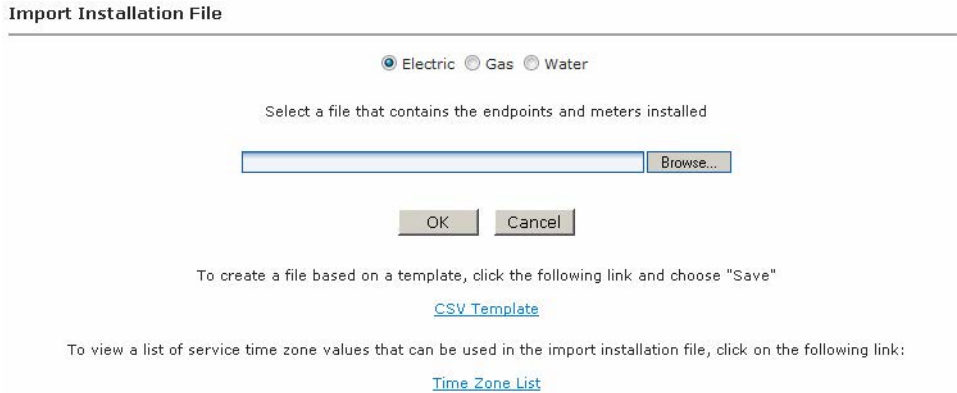 Import Installation File
Electric Gas Water
Select a file that contains the endpoints and meters installed
Browse...
OK Cancel
To create a file based on a template, click the following link and choose "Save"
CSV Template
To view a list of service time zone values that can be used in the import installation file, click on the following link:
Time Zone List